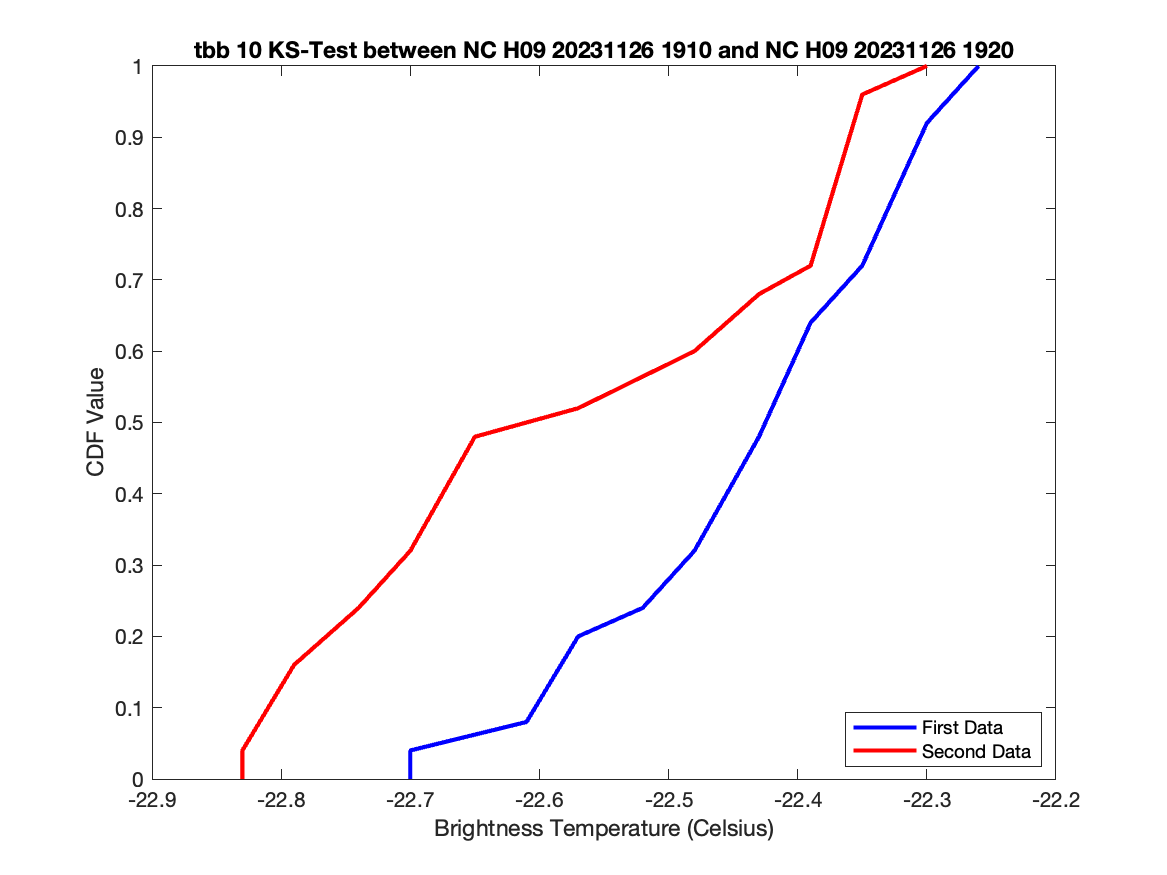 tbb 10 KS-Test between NC H09 20231126 1910 and NC H09 20231126 1920
1
0.9
0.8
0.7
0.6
0.5
0.4
0.3
0.2
0.1
0
CDF Value
-22.9 -22.8 -22.7 -22.6 -22.5 -22.4 -22.3 -22.2
Brightness Temperature (Celsius)
First Data
Second Data